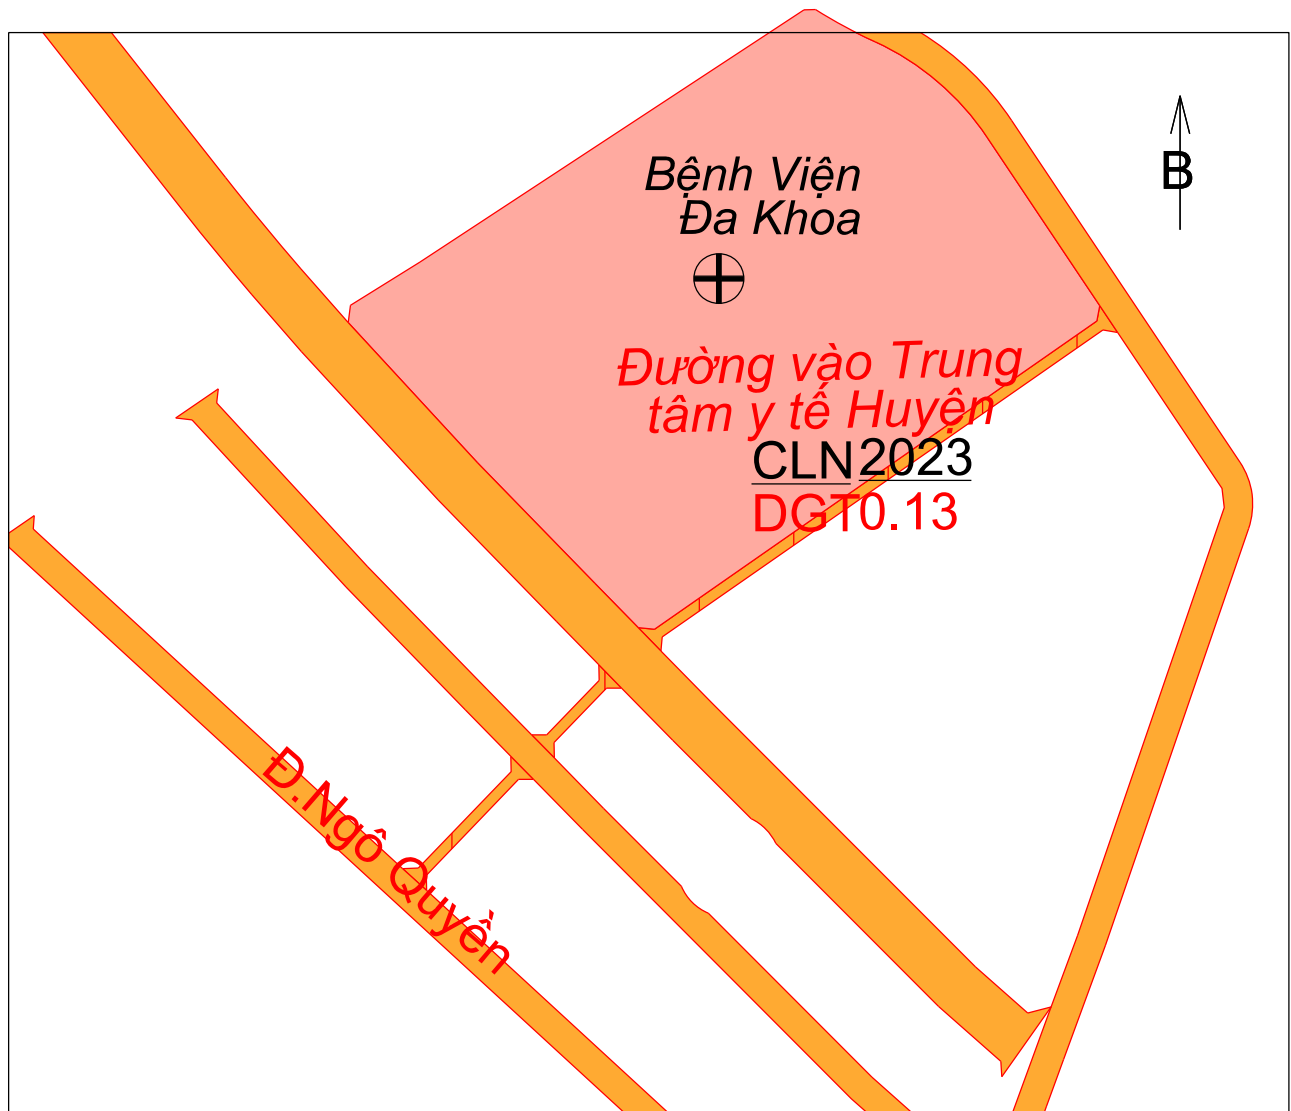 Bệnh Viện
Đa Khoa
B
Đường vào Trung
tâm y tế Huyện
CLN 2023
DGT 0.13
Đ.Ngô Quyền